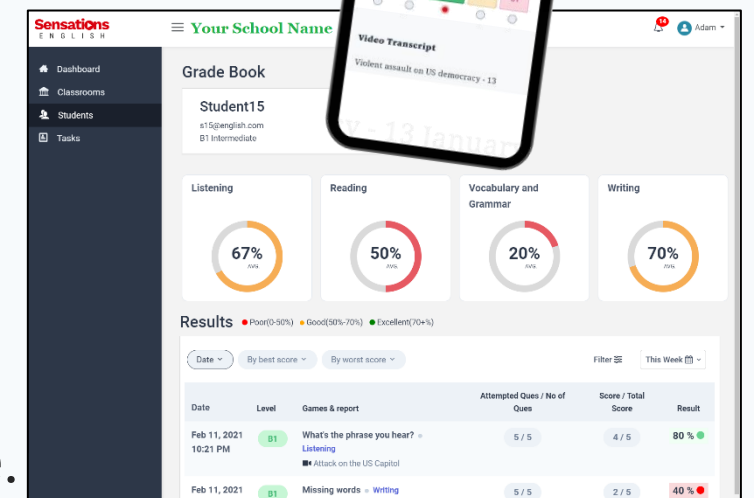 Sensations
ENGLISH
Your School Name
14
Adam
Dashboard
Classrooms
Students
Tasks
Grade Book
Student15
s15@english.com
B1 Intermediate
Video Transcript
Violent assault on US democracy - 13
- 13 January
Listening
67%
AVG.
Reading
50%
AVG.
Vocabulary and
Grammar
20%
AVG.
Writing
70%
AVG.
Results Poor(0-50%) Good(50%-70%) Excellent(70+%)
Date By best score By worst score Filter This Week
Date Level Games & report Attempted Ques / No of Ques Score / Total Score Result
Feb 11, 2021
10:21 PM
B1
What's the phrase you hear?
Listening
Attack on the US Capitol
5 / 5
4 / 5
80 %
Feb 11, 2021
B1
Missing words Writing
5 / 5
2 / 5
40 %